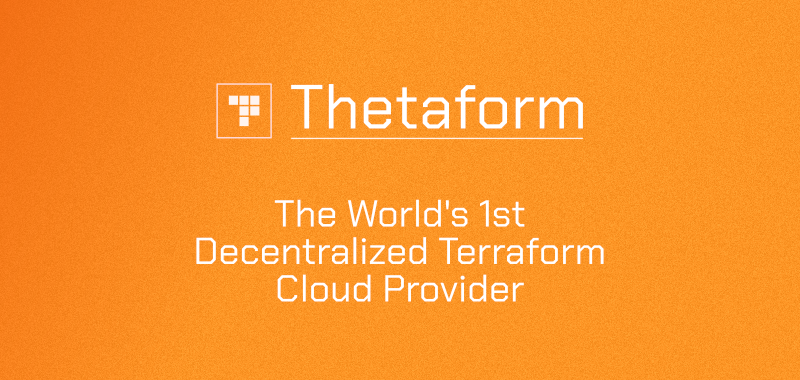 Thetaform
The World's 1st
Decentralized Terraform
Cloud Provider